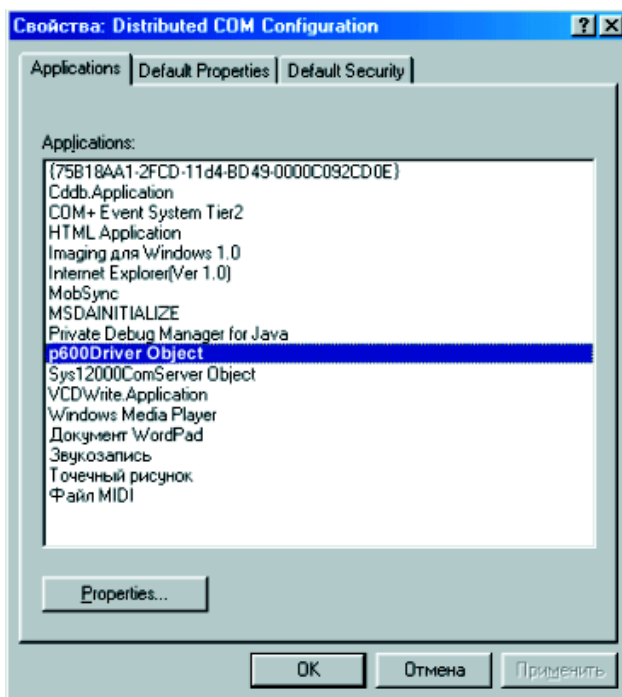 Свойства: Distributed COM Configuration
Applications Default Properties Default Security
Applications:
{75B18AA1-2FCD-11d4-BD49-0000C092CD0E}
Cddb.Application
COM+ Event System Tier2
HTML Application
Imaging для Windows 1.0
Internet Explorer(Ver 1.0)
MobSync
MSDAINITIALIZE
Private Debug Manager for Java
p600Driver Object
Sys12000ComServer Object
VCDWrite.Application
Windows Media Player
Документ WordPad
Звукозапись
Точечный рисунок
Файл MIDI
Properties...
OK Отмена Применить